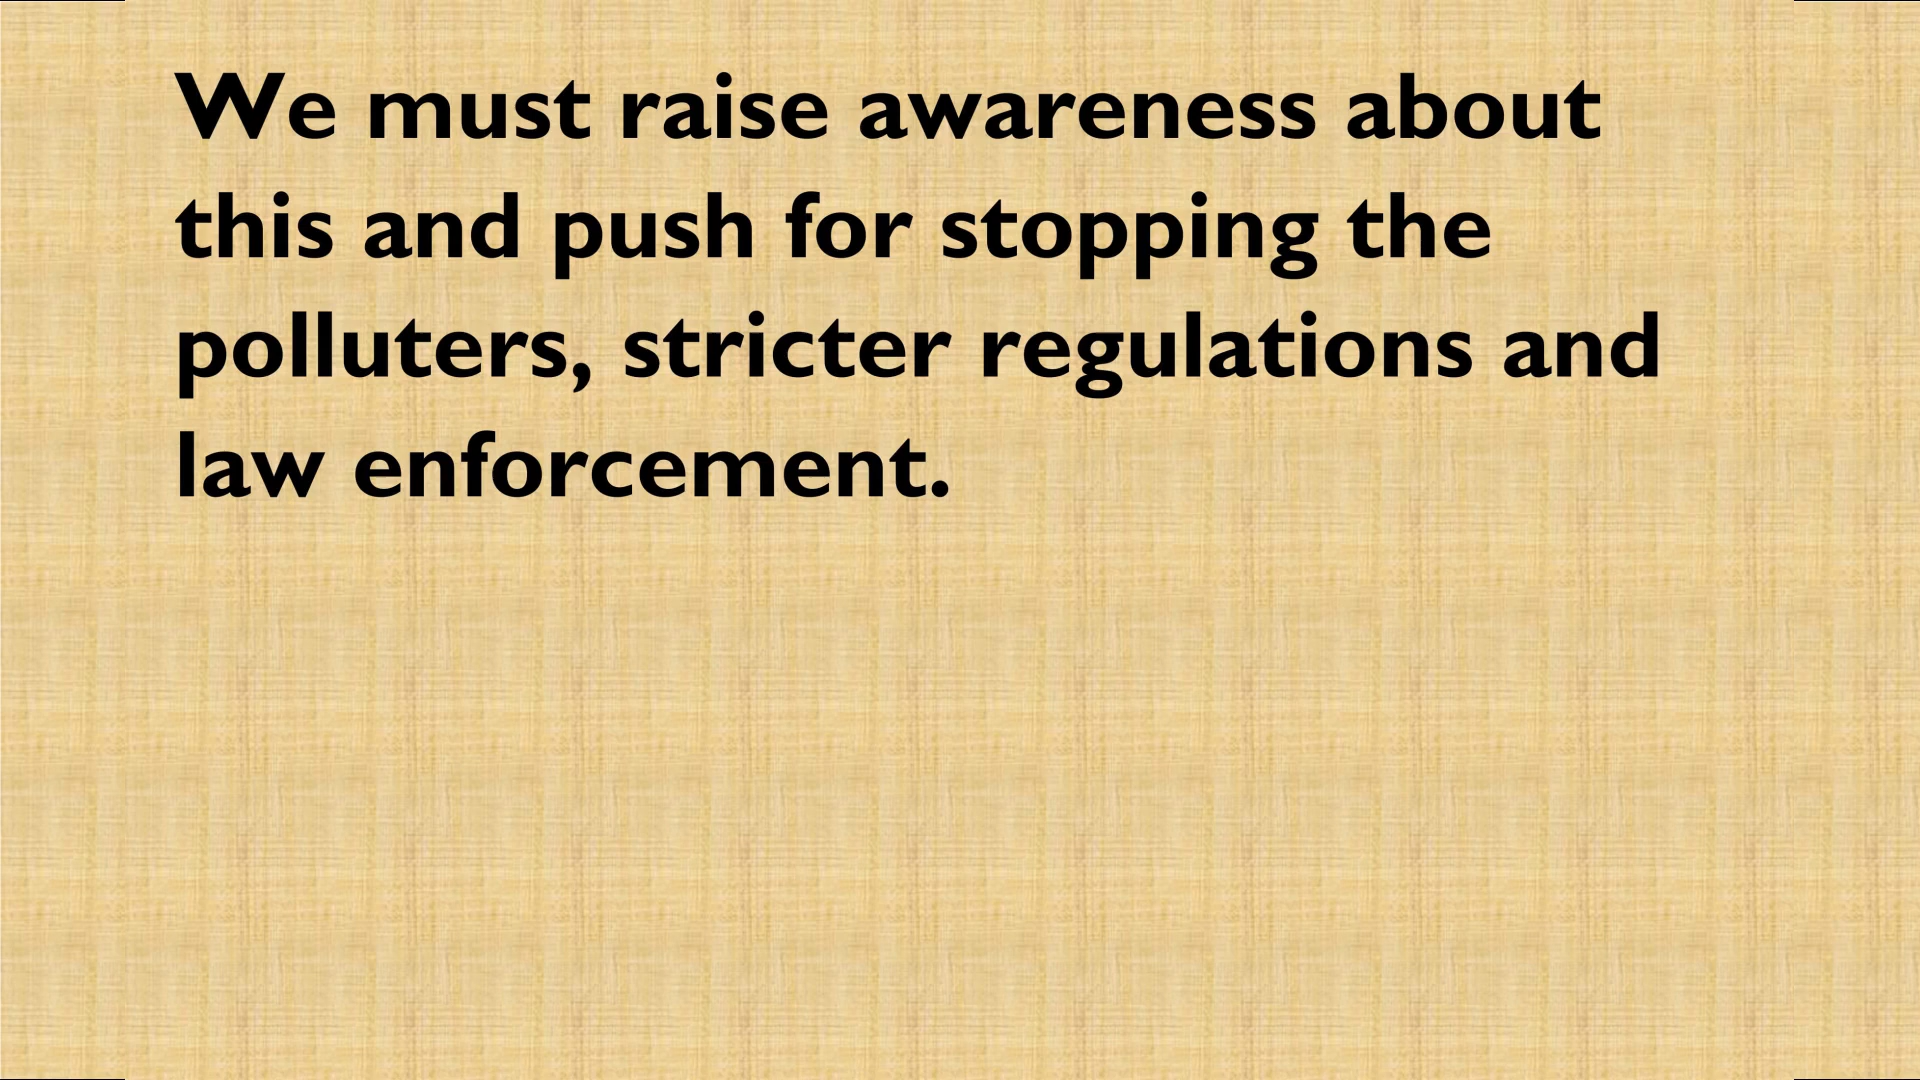 We must raise awareness about
this and push for stopping the
polluters, stricter regulations and
law enforcement.